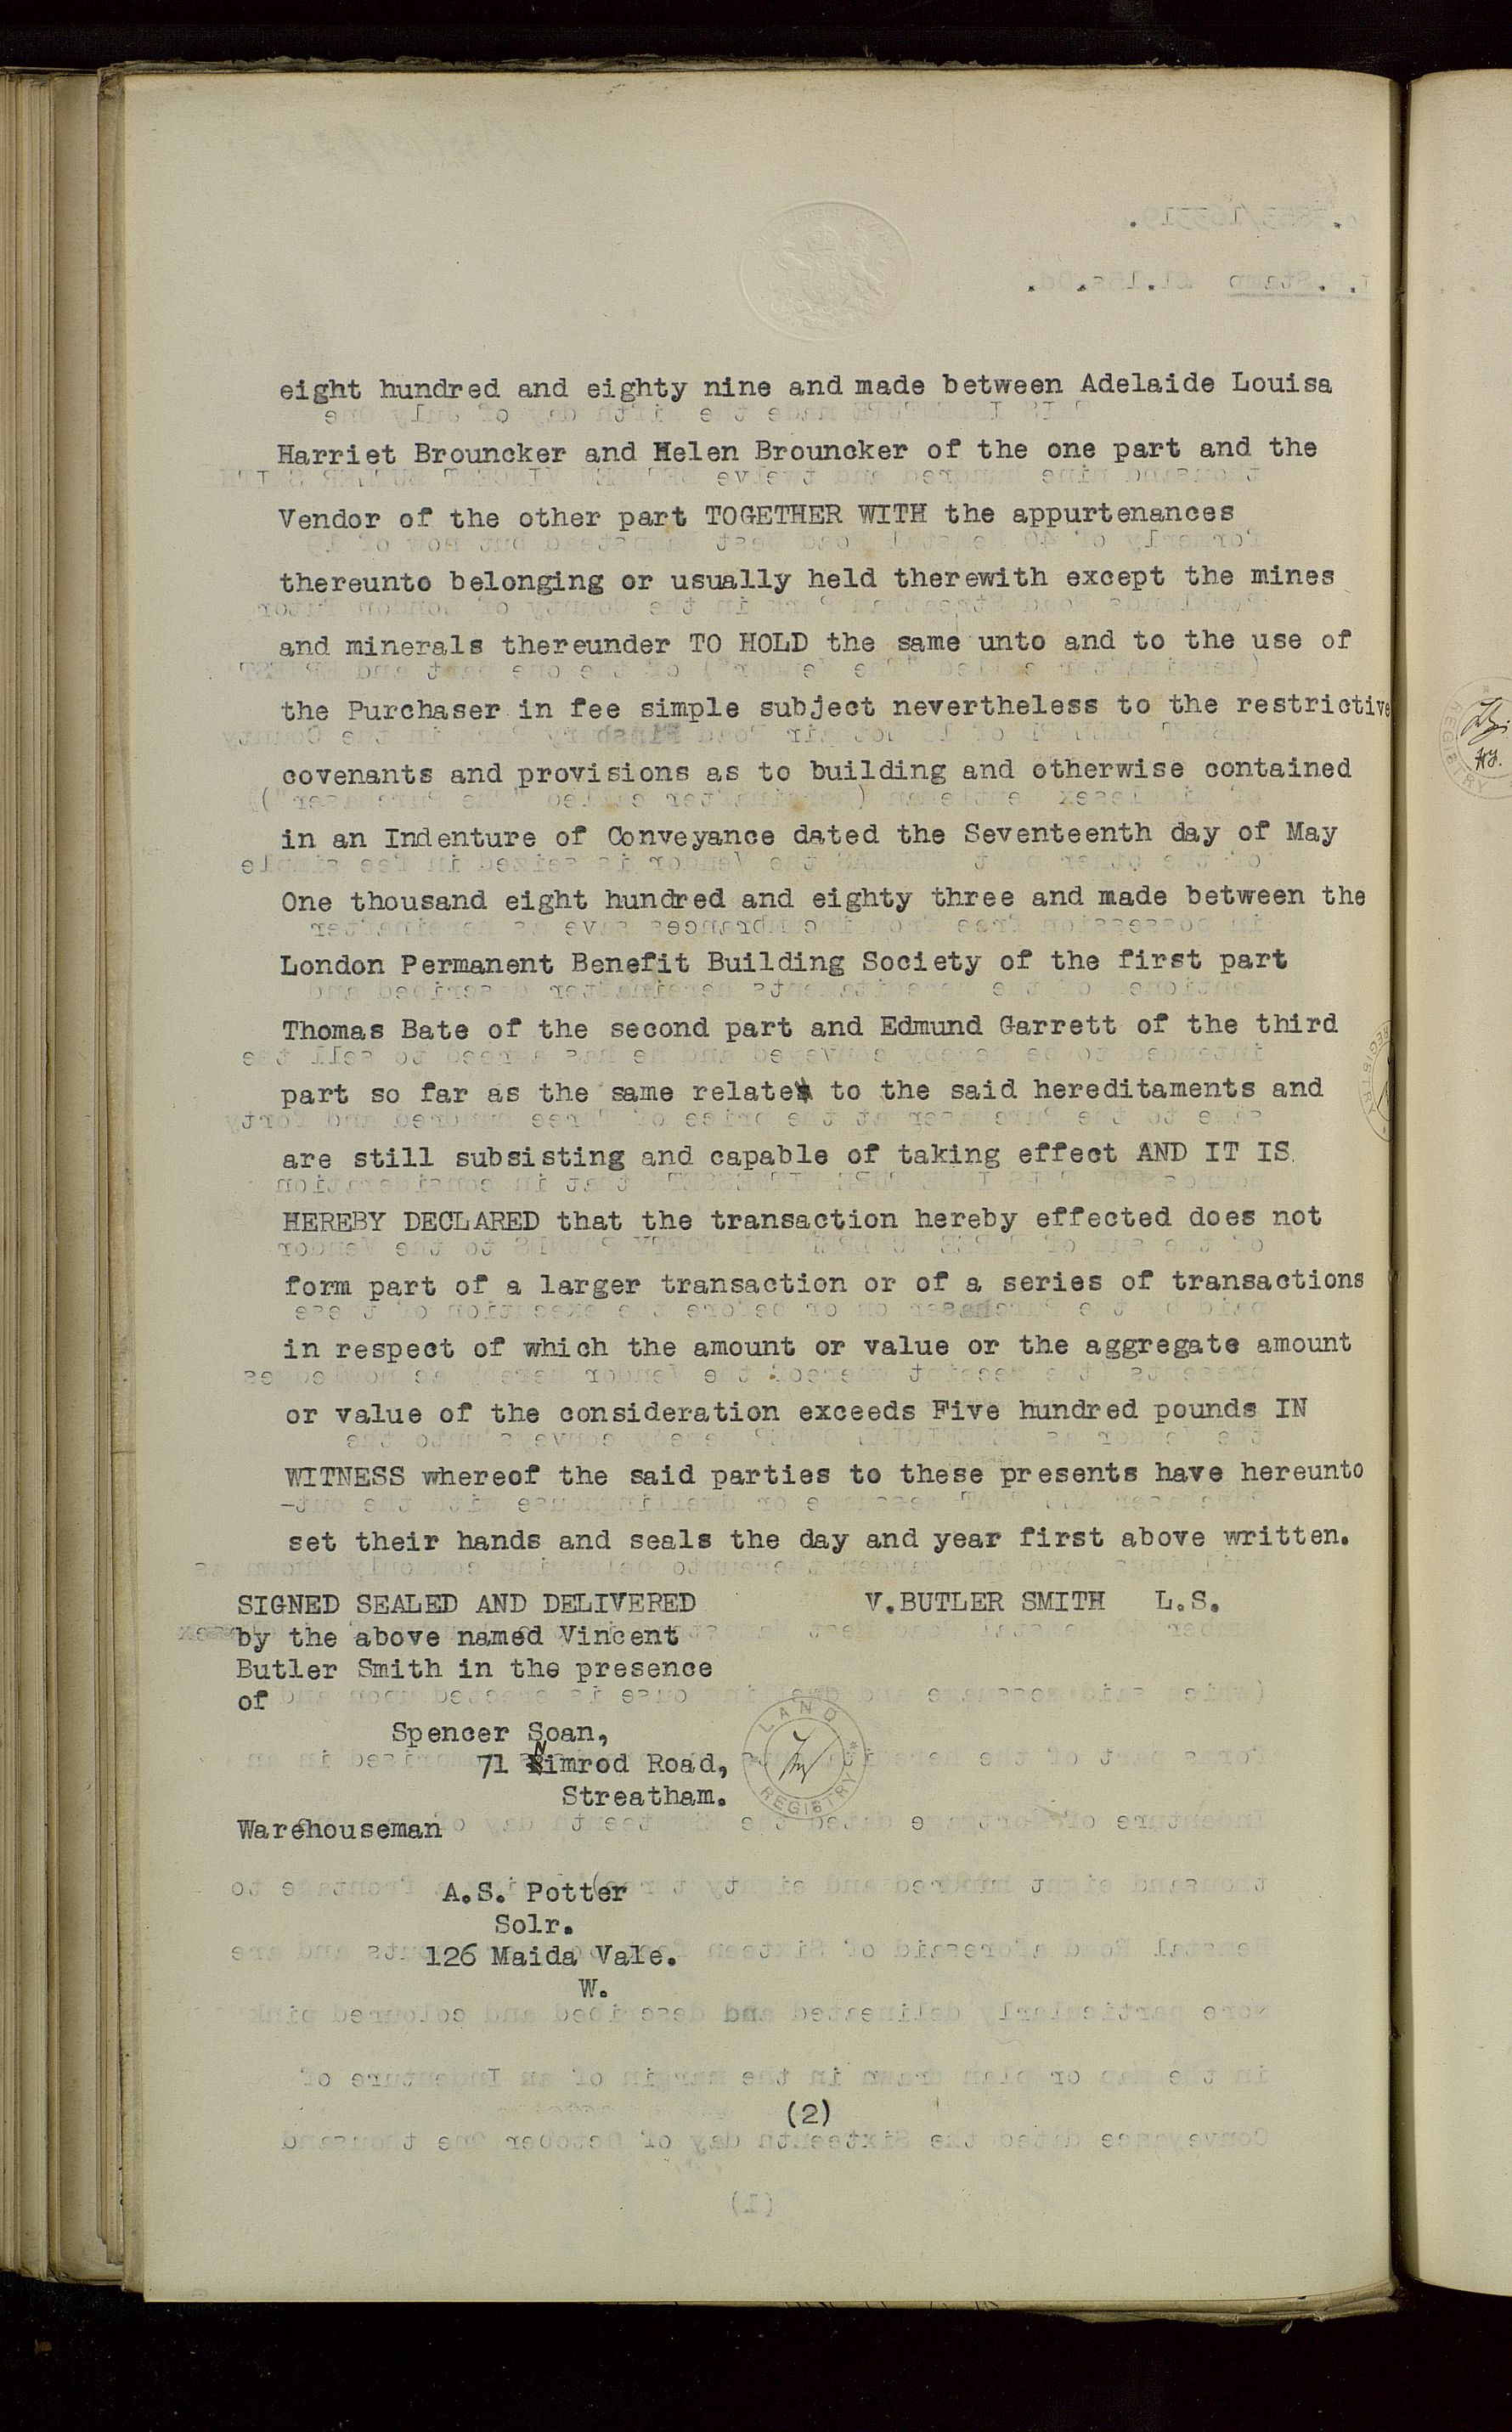 eight hundred and eighty nine and made between Adelaide Louisa
Harriet Brouncker and Helen Brouncker of the one part and the
Vendor of the other part TOGETHER WITH the appurtenances
thereunto belonging or usually held therewith except the mines
and minerals thereunder TO HOLD the same unto and to the use of
the Purchaser in fee simple subject nevertheless to the restrictive
covenants and provisions as to building and otherwise contained
in an Indenture of Conveyance dated the Seventeenth day of May
One thousand eight hundred and eighty three and made between the
London Permanent Benefit Building Society of the first part
Thomas Bate of the second part and Edmund Garrett of the third
part so far as the same relate to the said hereditaments and
are still subsisting and capable of taking effect AND IT IS
HEREBY DECLARED that the transaction hereby effected does not
form part of a larger transaction or of a series of transactions
in respect of which the amount or value or the aggregate amount
or value of the consideration exceeds Five hundred pounds IN
WITNESS whereof the said parties to these presents have hereunto
set their hands and seals the day and year first above written.
SIGNED SEALED AND DELIVERED V.BUTLER SMITH L.S.
by the above named Vincent
Butler Smith in the presence
of
Spencer Soan,
71 Nimrod Road,
Streatham.
Warehouseman
LAND REGISTRY
A.S. Potter
Solr.
126 Maida Vale.
W.
(2)